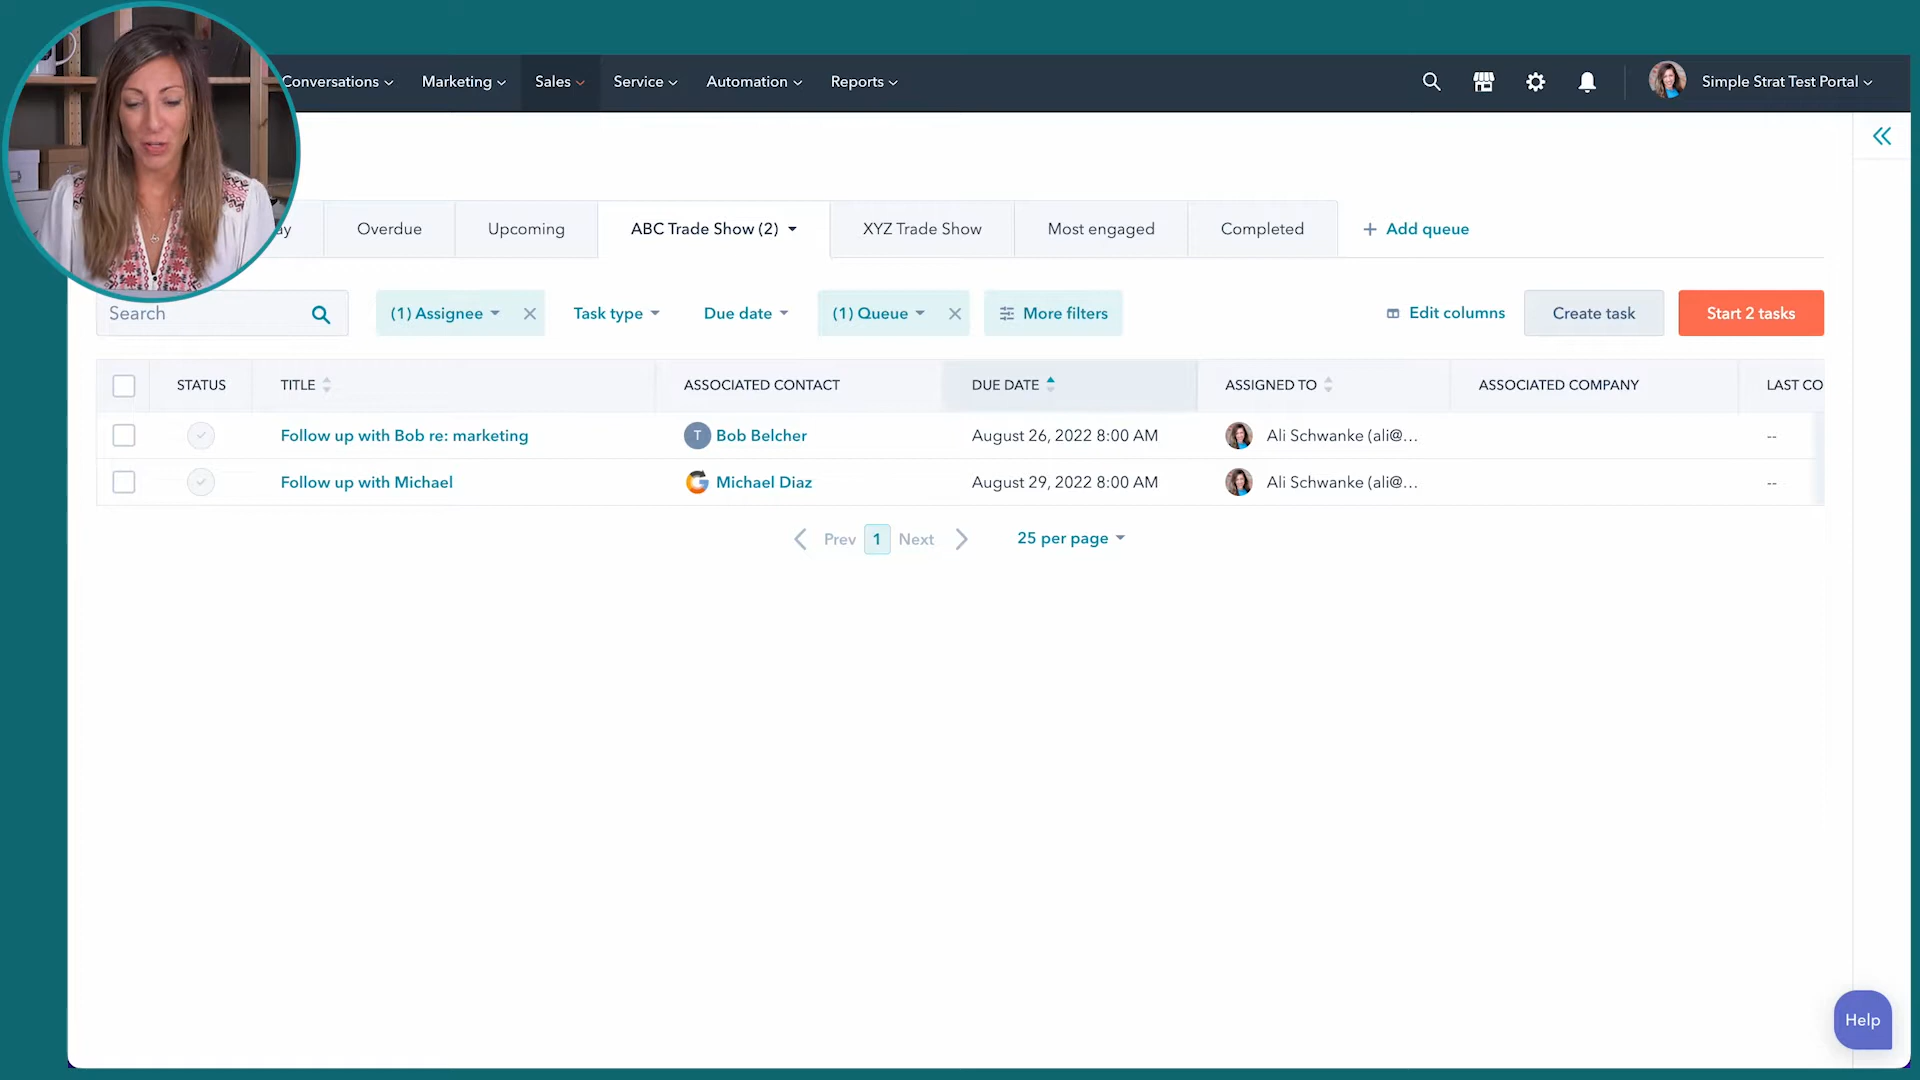 Conversations Marketing Sales Service Automation Reports Simple Strat Test Portal
ay Overdue Upcoming ABC Trade Show (2) XYZ Trade Show Most engaged Completed + Add queue
Search (1) Assignee Task type Due date (1) Queue More filters Edit columns Create task Start 2 tasks
STATUS TITLE ASSOCIATED CONTACT DUE DATE ASSIGNED TO ASSOCIATED COMPANY LAST CO
Follow up with Bob re: marketing T Bob Belcher August 26, 2022 8:00 AM Ali Schwanke (ali@... --
Follow up with Michael Michael Diaz August 29, 2022 8:00 AM Ali Schwanke (ali@... --
Prev 1 Next 25 per page
Help